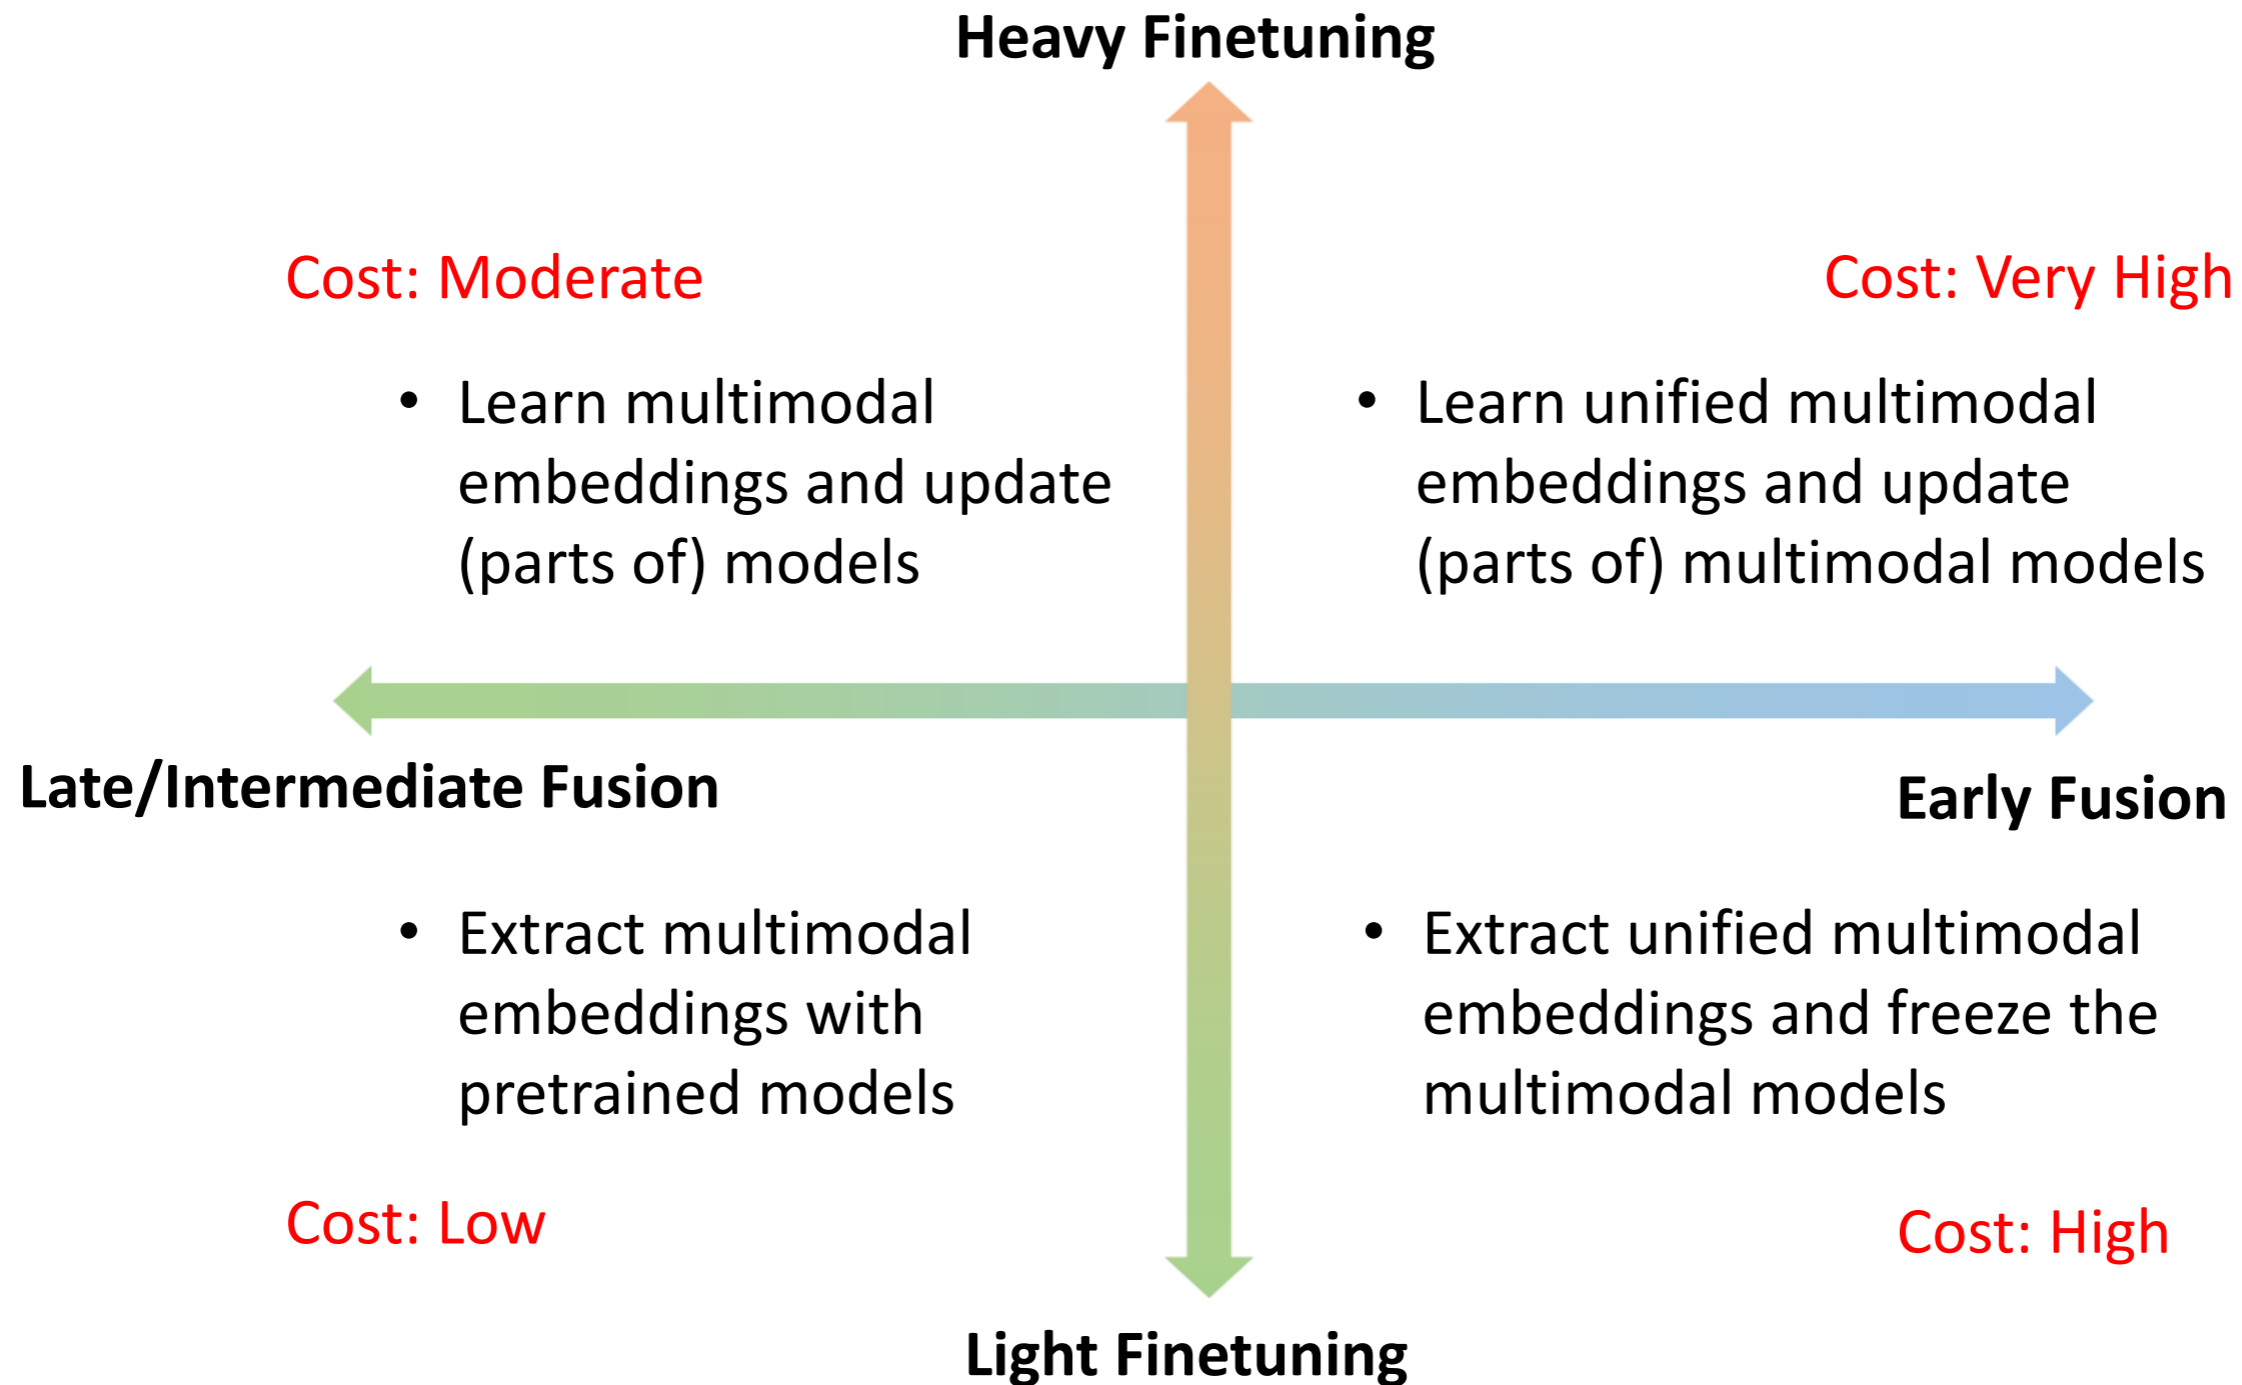 Heavy Finetuning
Cost: Moderate
• Learn multimodal
embeddings and update
(parts of) models
Cost: Very High
• Learn unified multimodal
embeddings and update
(parts of) multimodal models
Late/Intermediate Fusion
Early Fusion
• Extract multimodal
embeddings with
pretrained models
Cost: Low
• Extract unified multimodal
embeddings and freeze the
multimodal models
Cost: High
Light Finetuning